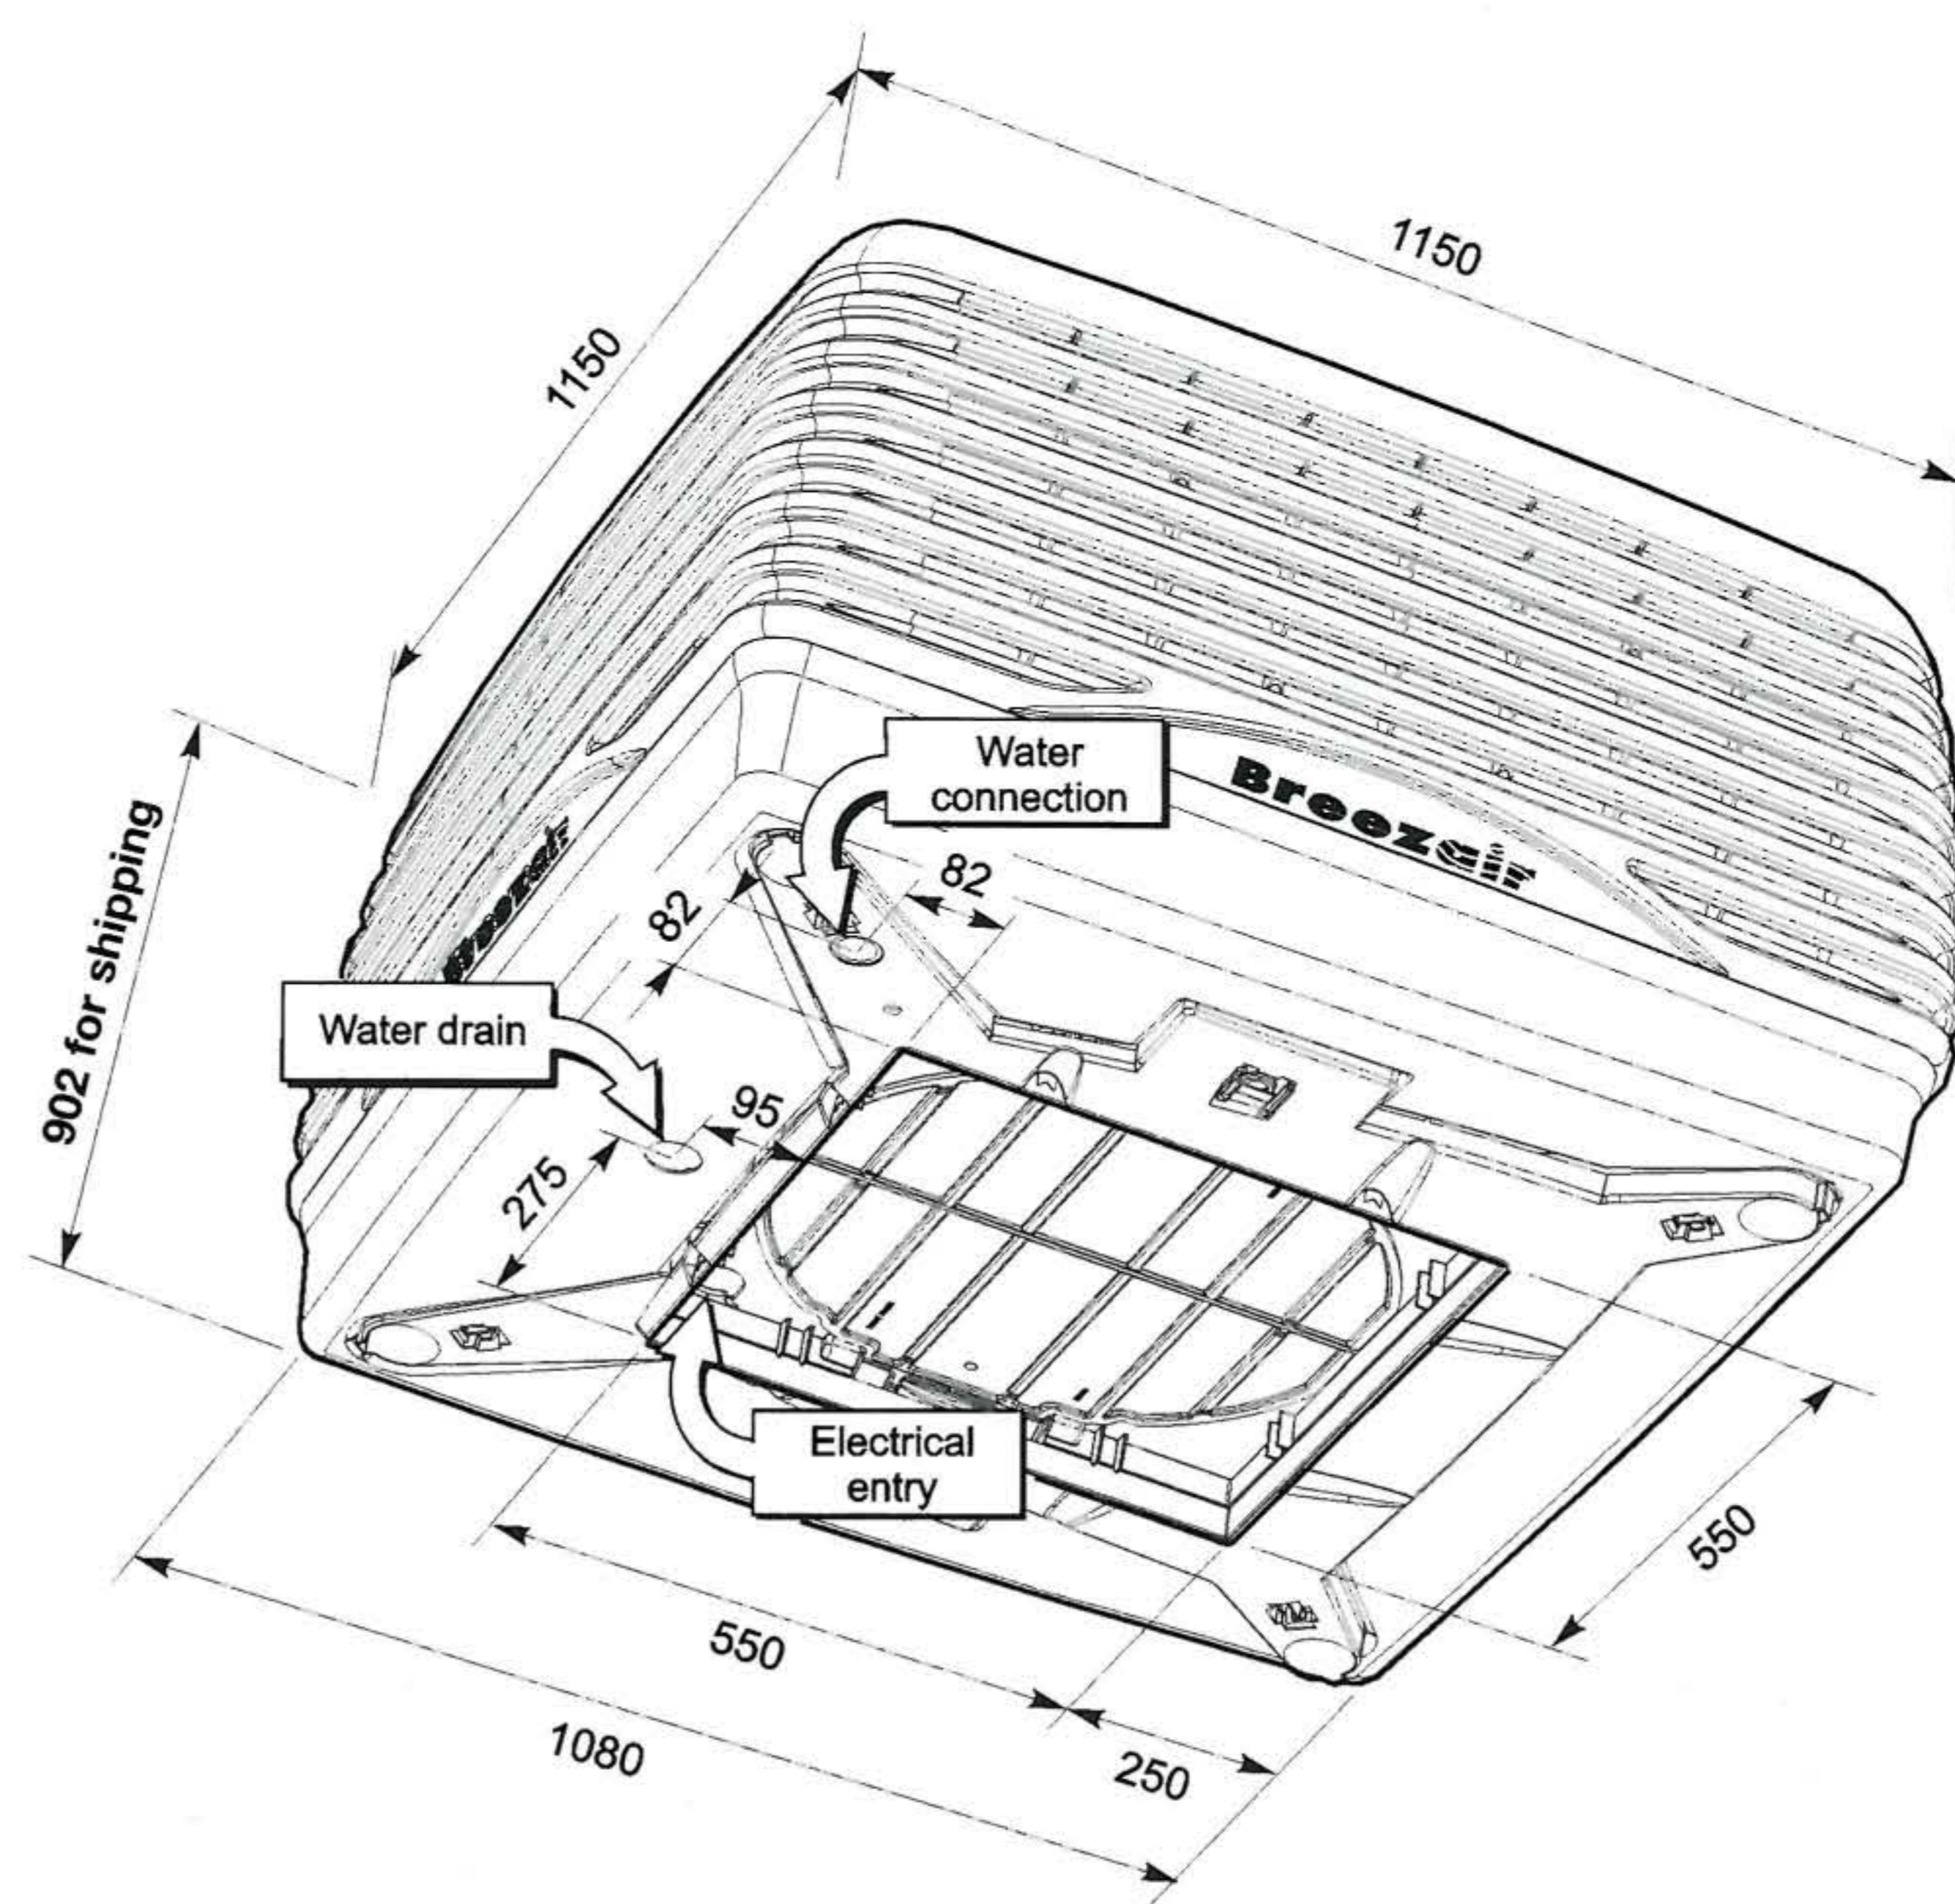 1150
1150
Water
connection
Breezair
Breezair
82
82
902 for shipping
Water drain
95
275
Electrical
entry
550
550
1080
250